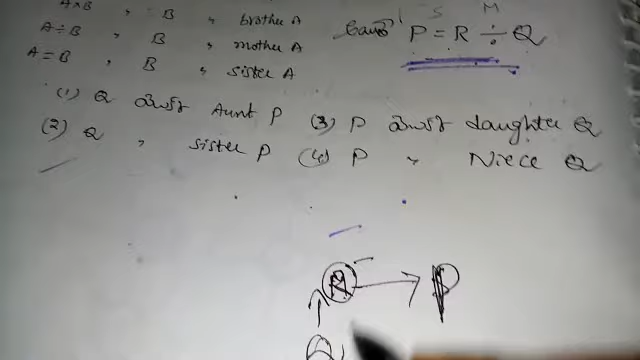 A×B , B , brother A
A÷B , B , mother A
A=B , B , sister A
S M
P = R ÷ Q
(1) Q Aunt P (3) P daughter Q
(2) Q , sister P (4) P , Niece Q
R P
Q